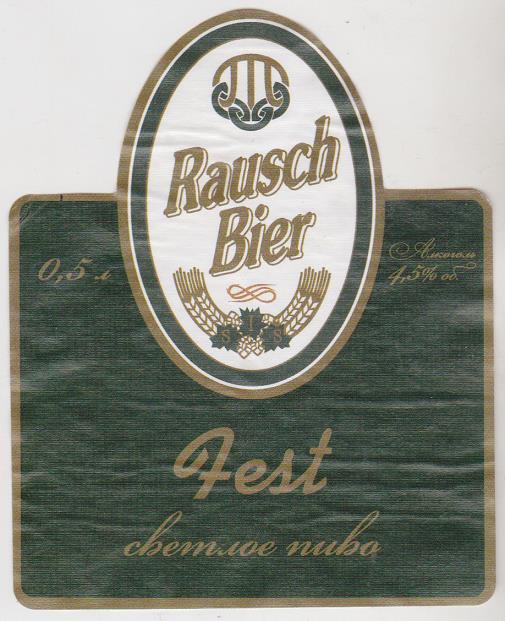 Rausch
Bier
0,5 л
Алкоголь
4,5% об.
S L S
Fest
светлое пиво